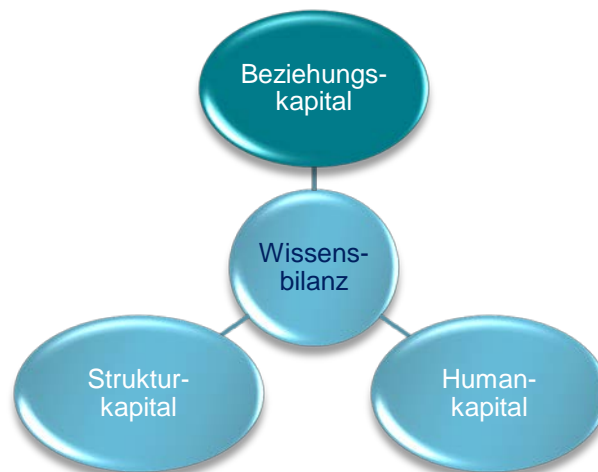 Beziehungs-
kapital
Wissens-
bilanz
Struktur-
kapital
Human-
kapital